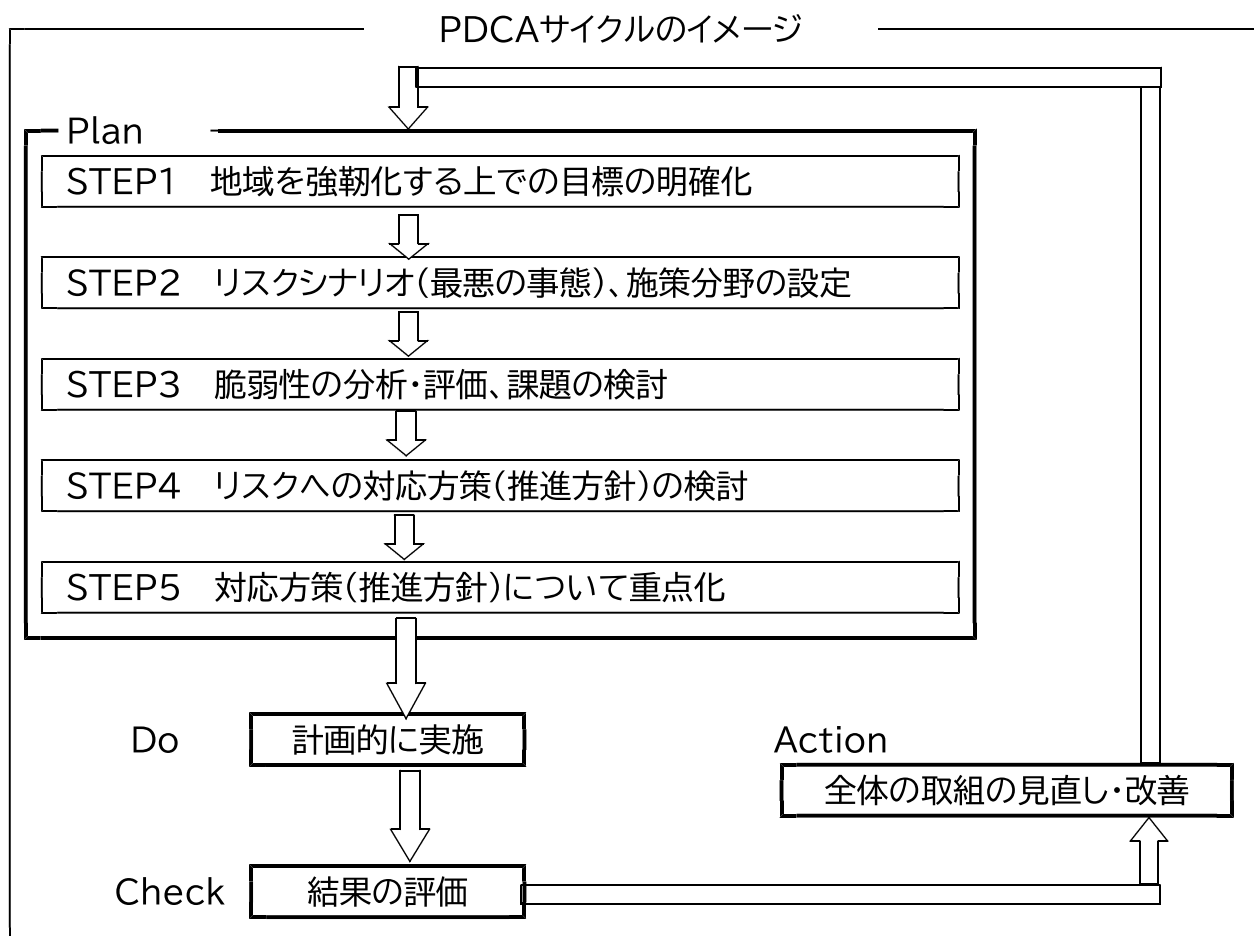 PDCAサイクルのイメージ
Plan
STEP1 地域を強靭化する上での目標の明確化
STEP2 リスクシナリオ(最悪の事態)、施策分野の設定
STEP3 脆弱性の分析・評価、課題の検討
STEP4 リスクへの対応方策(推進方針)の検討
STEP5 対応方策(推進方針)について重点化
Do
計画的に実施
Action
全体の取組の見直し・改善
Check
結果の評価